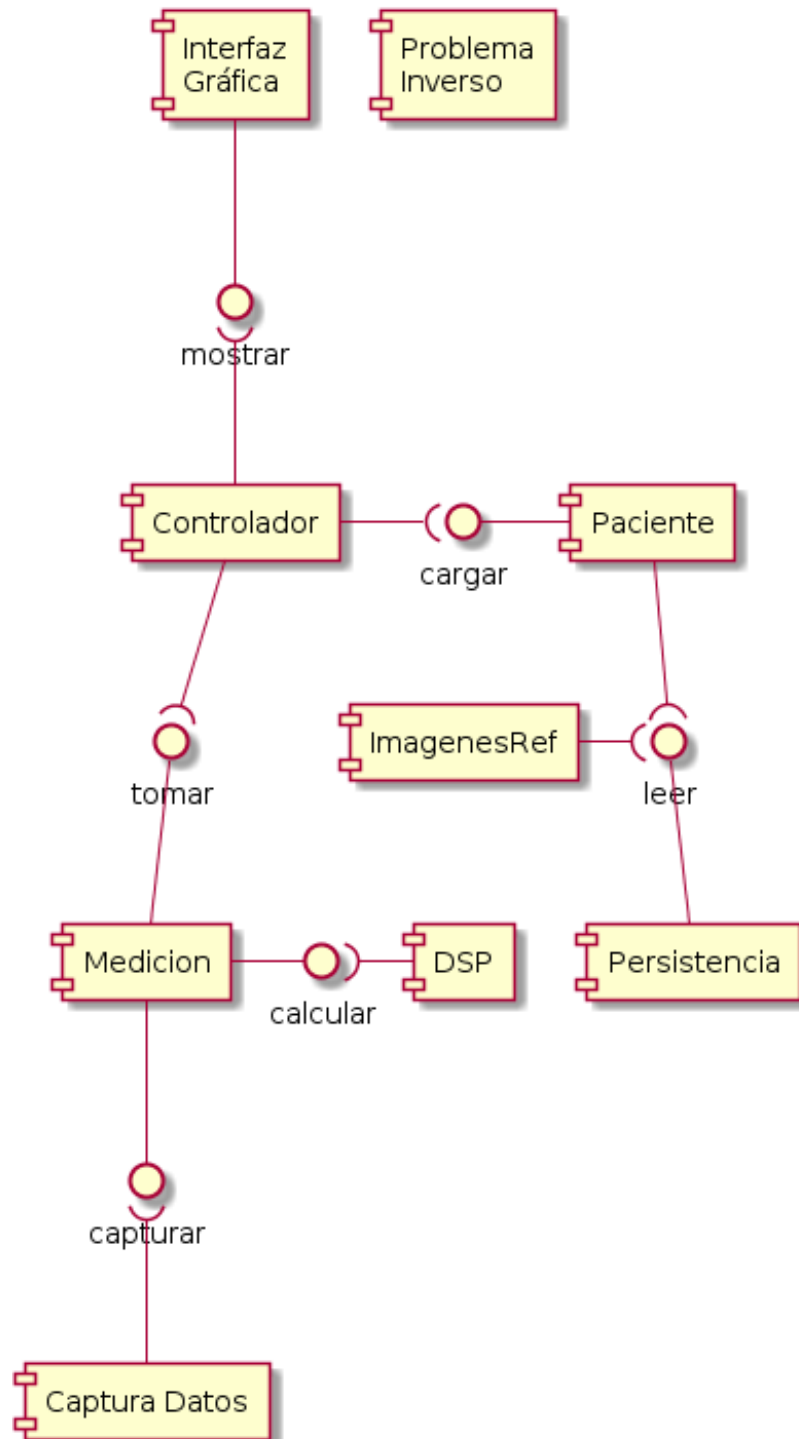 Interfaz
Gráfica
Problema
Inverso
mostrar
Controlador
Paciente
cargar
ImagenesRef
tomar
leer
Medicion
DSP
Persistencia
calcular
capturar
Captura Datos